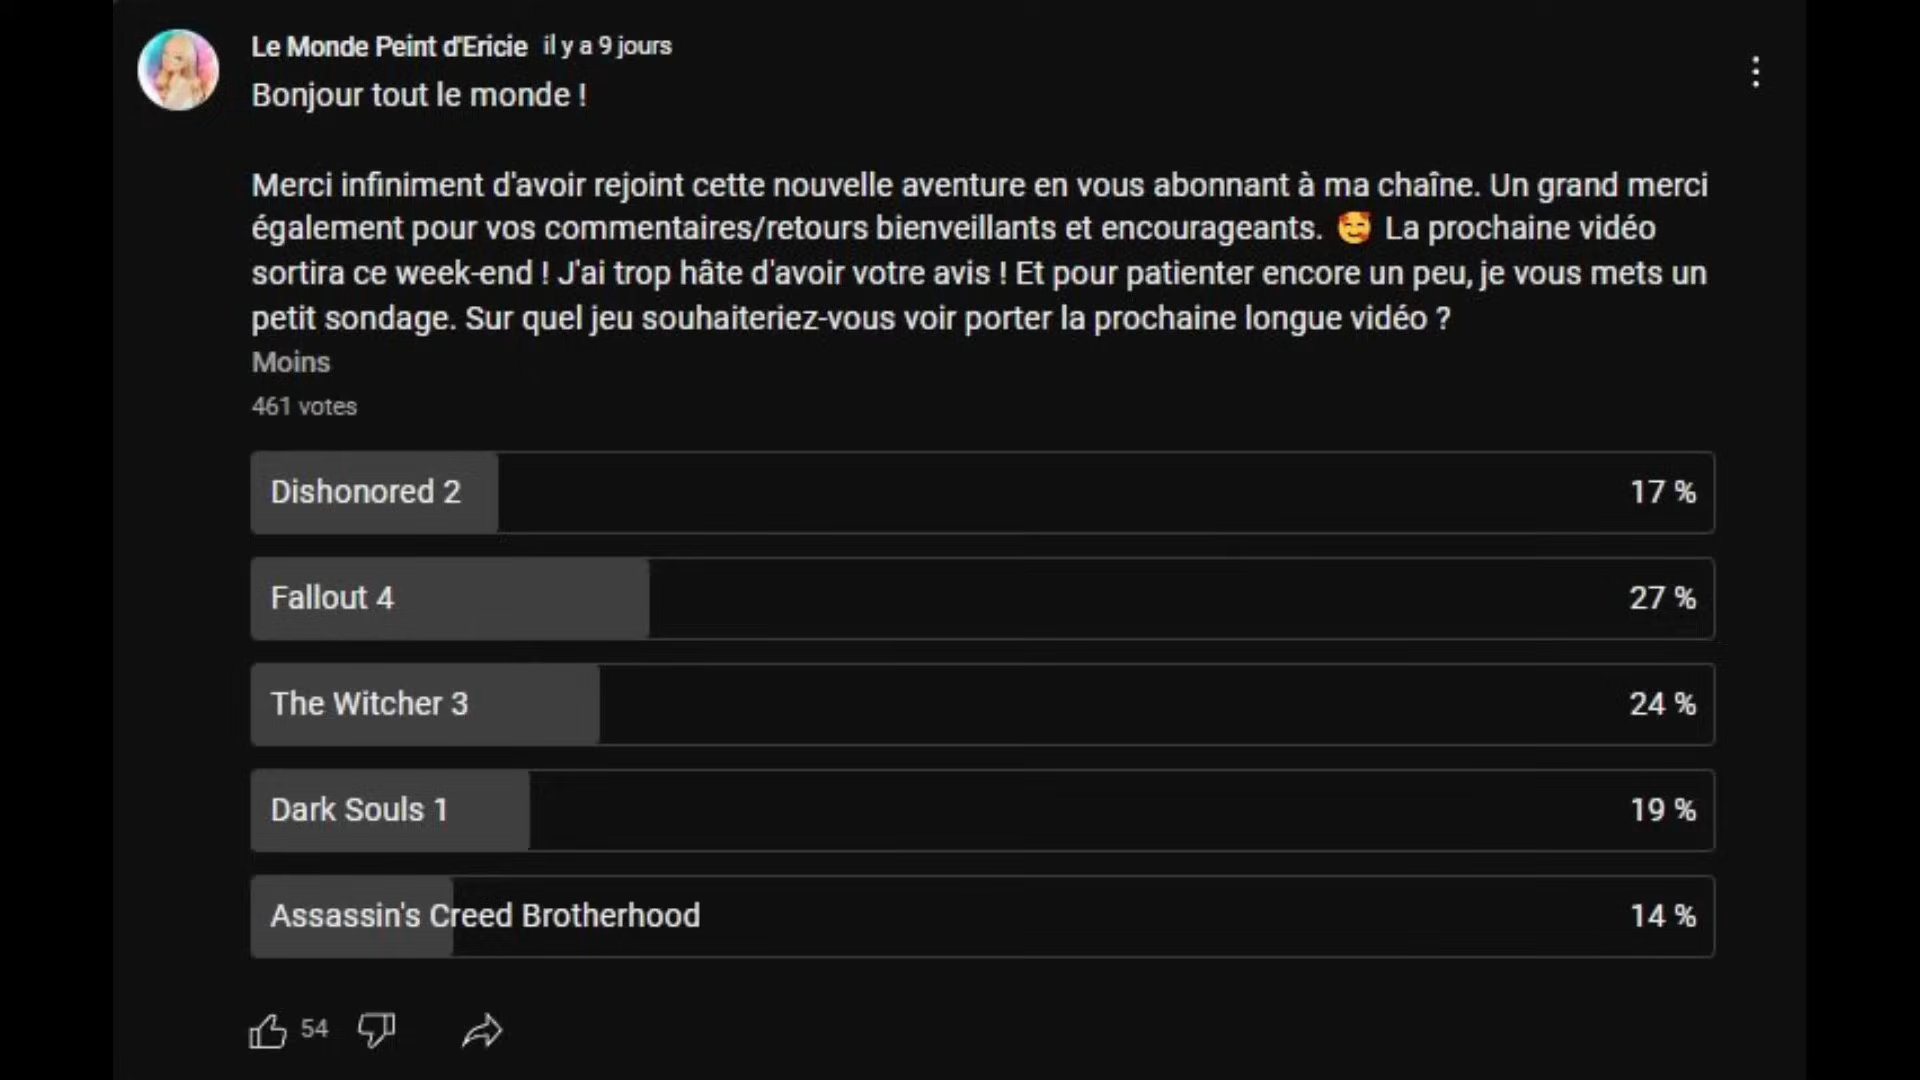 Le Monde Peint d'Ericie il y a 9 jours
Bonjour tout le monde !
Merci infiniment d'avoir rejoint cette nouvelle aventure en vous abonnant à ma chaîne. Un grand merci
également pour vos commentaires/retours bienveillants et encourageants. 🥰 La prochaine vidéo
sortira ce week-end ! J'ai trop hâte d'avoir votre avis ! Et pour patienter encore un peu, je vous mets un
petit sondage. Sur quel jeu souhaiteriez-vous voir porter la prochaine longue vidéo ?
Moins
461 votes
Dishonored 2 17 %
Fallout 4 27 %
The Witcher 3 24 %
Dark Souls 1 19 %
Assassin's Creed Brotherhood 14 %
54